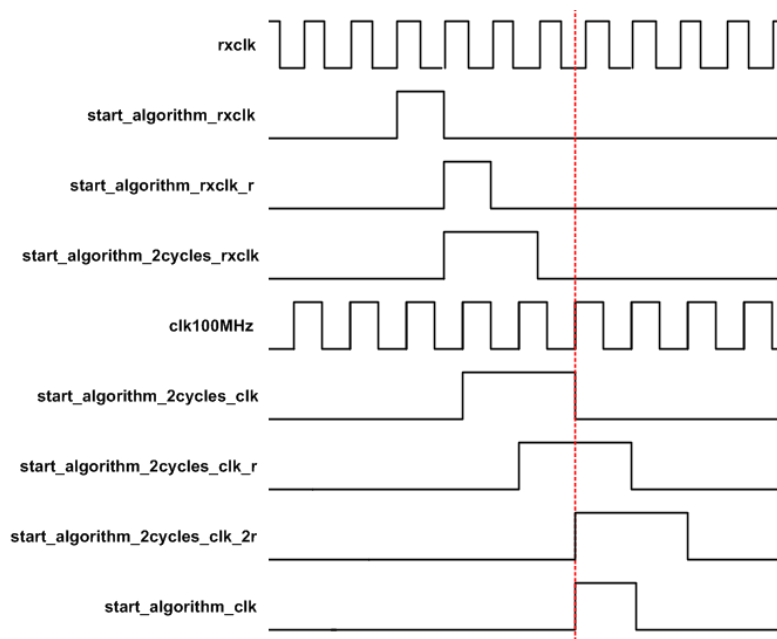 rxclk
start_algorithm_rxclk
start_algorithm_rxclk_r
start_algorithm_2cycles_rxclk
clk100MHz
start_algorithm_2cycles_clk
start_algorithm_2cycles_clk_r
start_algorithm_2cycles_clk_2r
start_algorithm_clk